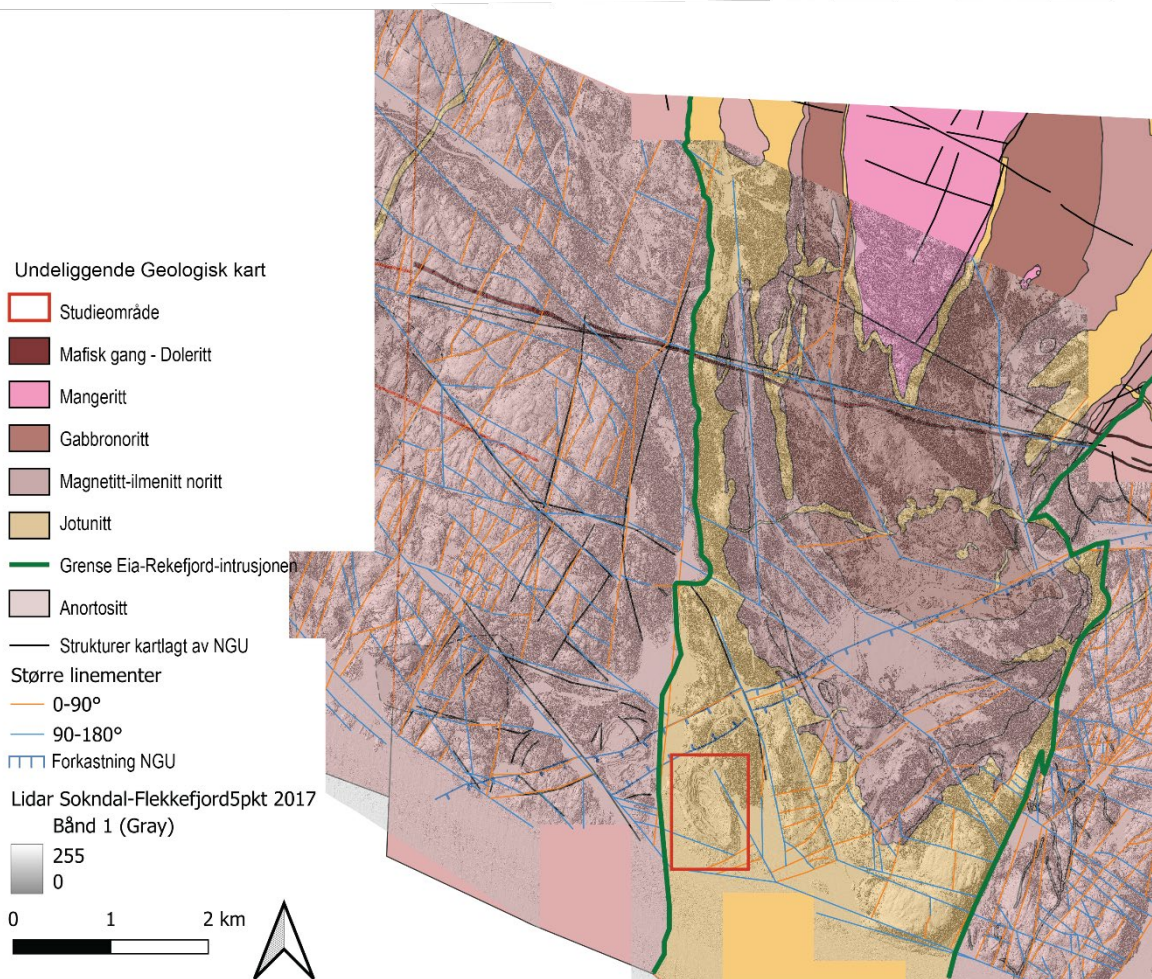 Undeliggende Geologisk kart
Studieområde
Mafisk gang - Doleritt
Mangeritt
Gabbronoritt
Magnetitt-ilmenitt noritt
Jotunitt
Grense Eia-Rekefjord-intrusjonen
Anortositt
Strukturer kartlagt av NGU
Større linementer
0-90°
90-180°
Forkastning NGU
Lidar Sokndal-Flekkefjord5pkt 2017
Bånd 1 (Gray)
255
0
0 1 2 km